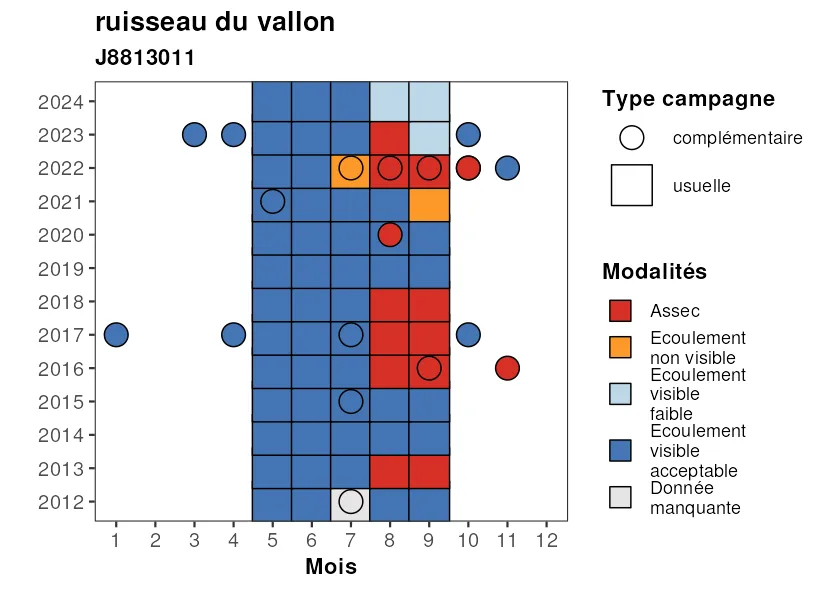 ruisseau du vallon
J8813011
2024
2023
2022
2021
2020
2019
2018
2017
2016
2015
2014
2013
2012
1 2 3 4 5 6 7 8 9 10 11 12
Mois
Type campagne
complémentaire
usuelle
Modalités
Assec
Ecoulement
non visible
Ecoulement
visible
faible
Ecoulement
visible
acceptable
Donnée
manquante